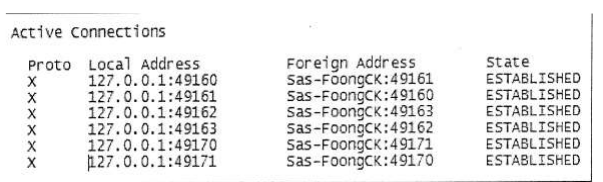 Active Connections
Proto Local Address Foreign Address State
X 127.0.0.1:49160 Sas-FoongCK:49161 ESTABLISHED
X 127.0.0.1:49161 Sas-FoongCK:49160 ESTABLISHED
X 127.0.0.1:49162 Sas-FoongCK:49163 ESTABLISHED
X 127.0.0.1:49163 Sas-FoongCK:49162 ESTABLISHED
X 127.0.0.1:49170 Sas-FoongCK:49171 ESTABLISHED
X 127.0.0.1:49171 Sas-FoongCK:49170 ESTABLISHED